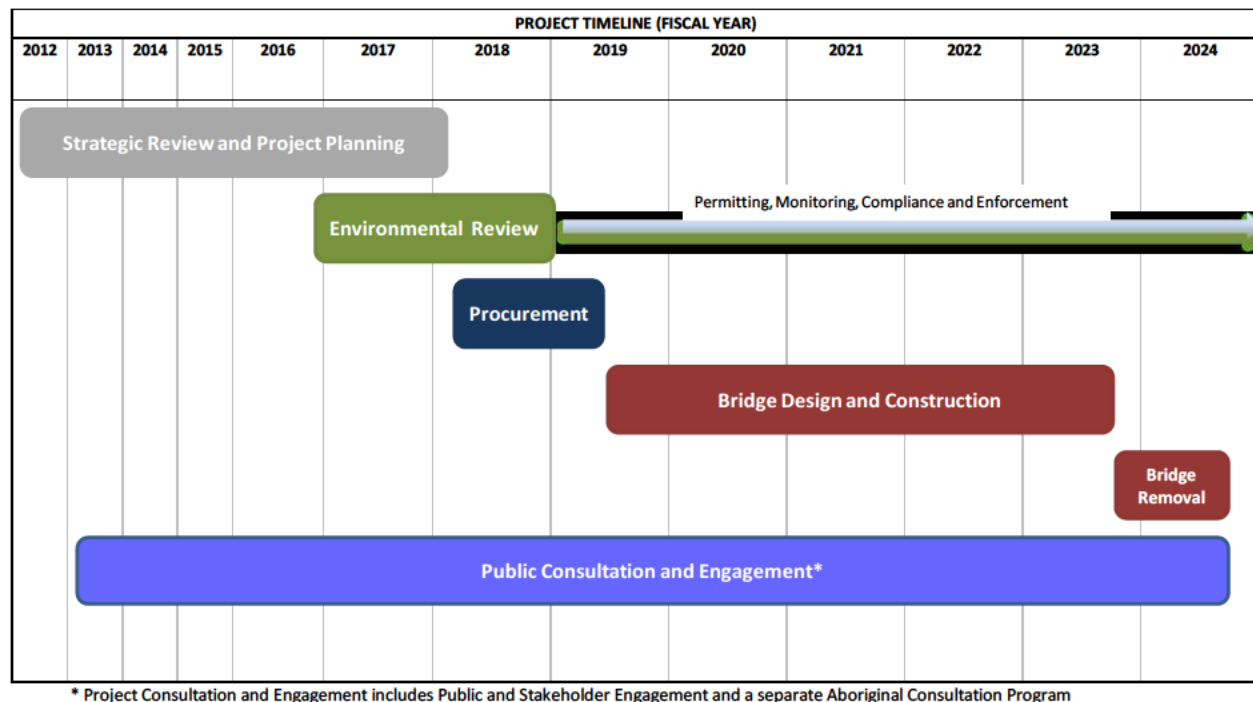 PROJECT TIMELINE (FISCAL YEAR)
2012 2013 2014 2015 2016 2017 2018 2019 2020 2021 2022 2023 2024
Strategic Review and Project Planning
Permitting, Monitoring, Compliance and Enforcement
Environmental Review
Procurement
Bridge Design and Construction
Bridge
Removal
Public Consultation and Engagement*
* Project Consultation and Engagement includes Public and Stakeholder Engagement and a separate Aboriginal Consultation Program